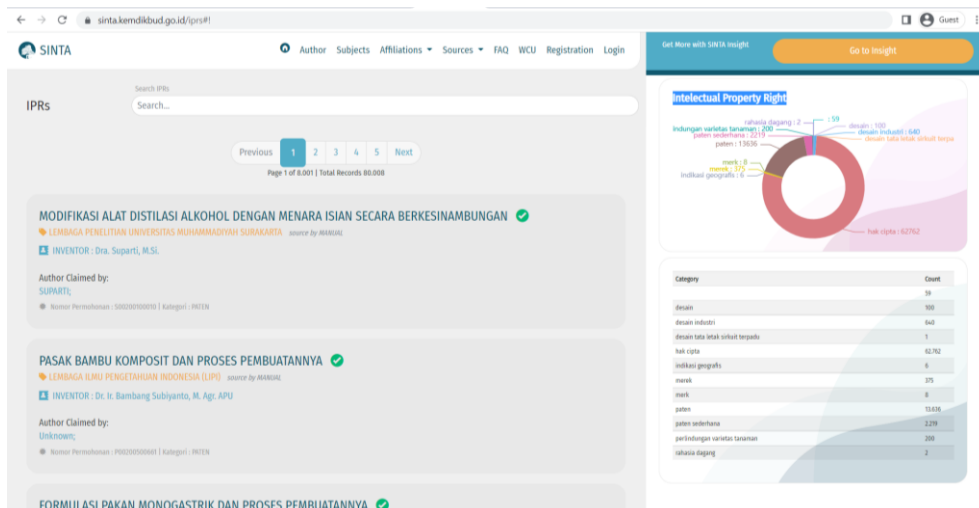 sinta.kemdikbud.go.id/iprs#!
Guest
SINTA
Author Subjects Affiliations Sources FAQ WCU Registration Login
Get More with SINTA Insight
Go to Insight
IPRs
Search IPRs
Search...
Previous 1 2 3 4 5 Next
Page 1 of 8.001 | Total Records 80.008
MODIFIKASI ALAT DISTILASI ALKOHOL DENGAN MENARA ISIAN SECARA BERKESINAMBUNGAN
LEMBAGA PENELITIAN UNIVERSITAS MUHAMMADIYAH SURAKARTA source by MANUAL
INVENTOR : Dra. Suparti, M.Si.
Author Claimed by:
SUPARTI;
Nomor Permohonan : S00200100010 | Kategori : PATEN
PASAK BAMBU KOMPOSIT DAN PROSES PEMBUATANNYA
LEMBAGA ILMU PENGETAHUAN INDONESIA (LIPI) source by MANUAL
INVENTOR : Dr. Ir. Bambang Subiyanto, M. Agr. APU
Author Claimed by:
Unknown;
Nomor Permohonan : P00200500661 | Kategori : PATEN
FORMULASI PAKAN MONOGASTRIK DAN PROSES PEMBUATANNYA
Intelectual Property Right
: 59
rahasia dagang : 2
desain : 100
indungan varietas tanaman : 200
desain industri : 640
paten sederhana : 2219
desain tata letak sirkuit terpa
paten : 13636
merk : 8
merek : 375
indikasi geografis : 6
hak cipta : 62762
Category Count
59
desain 100
desain industri 640
desain tata letak sirkuit terpadu 1
hak cipta 62.762
indikasi geografis 6
merek 375
merk 8
paten 13.636
paten sederhana 2.219
perlindungan varietas tanaman 200
rahasia dagang 2